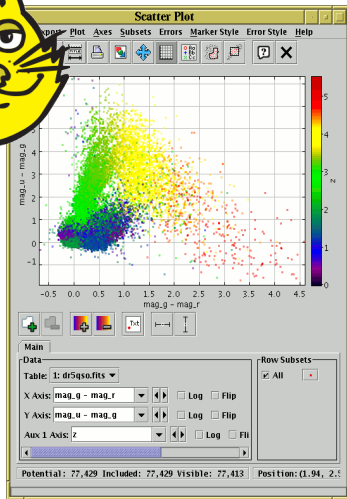 Scatter Plot
Export Plot Axes Subsets Errors Marker Style Error Style Help
5
4
3
2
1
0
-1
mag_u - mag_g
-0.5 0.0 0.5 1.0 1.5 2.0 2.5 3.0 3.5 4.0 4.5
mag_g - mag_r
5
4
3
2
1
0
z
Txt
Main
Data
Table: 1: dr5qso.fits
X Axis: mag_g - mag_r Log Flip
Y Axis: mag_u - mag_g Log Flip
Aux 1 Axis: z Log Fli
Row Subsets
All
Potential: 77,429 Included: 77,429 Visible: 77,413 Position: (1.94, 2.5